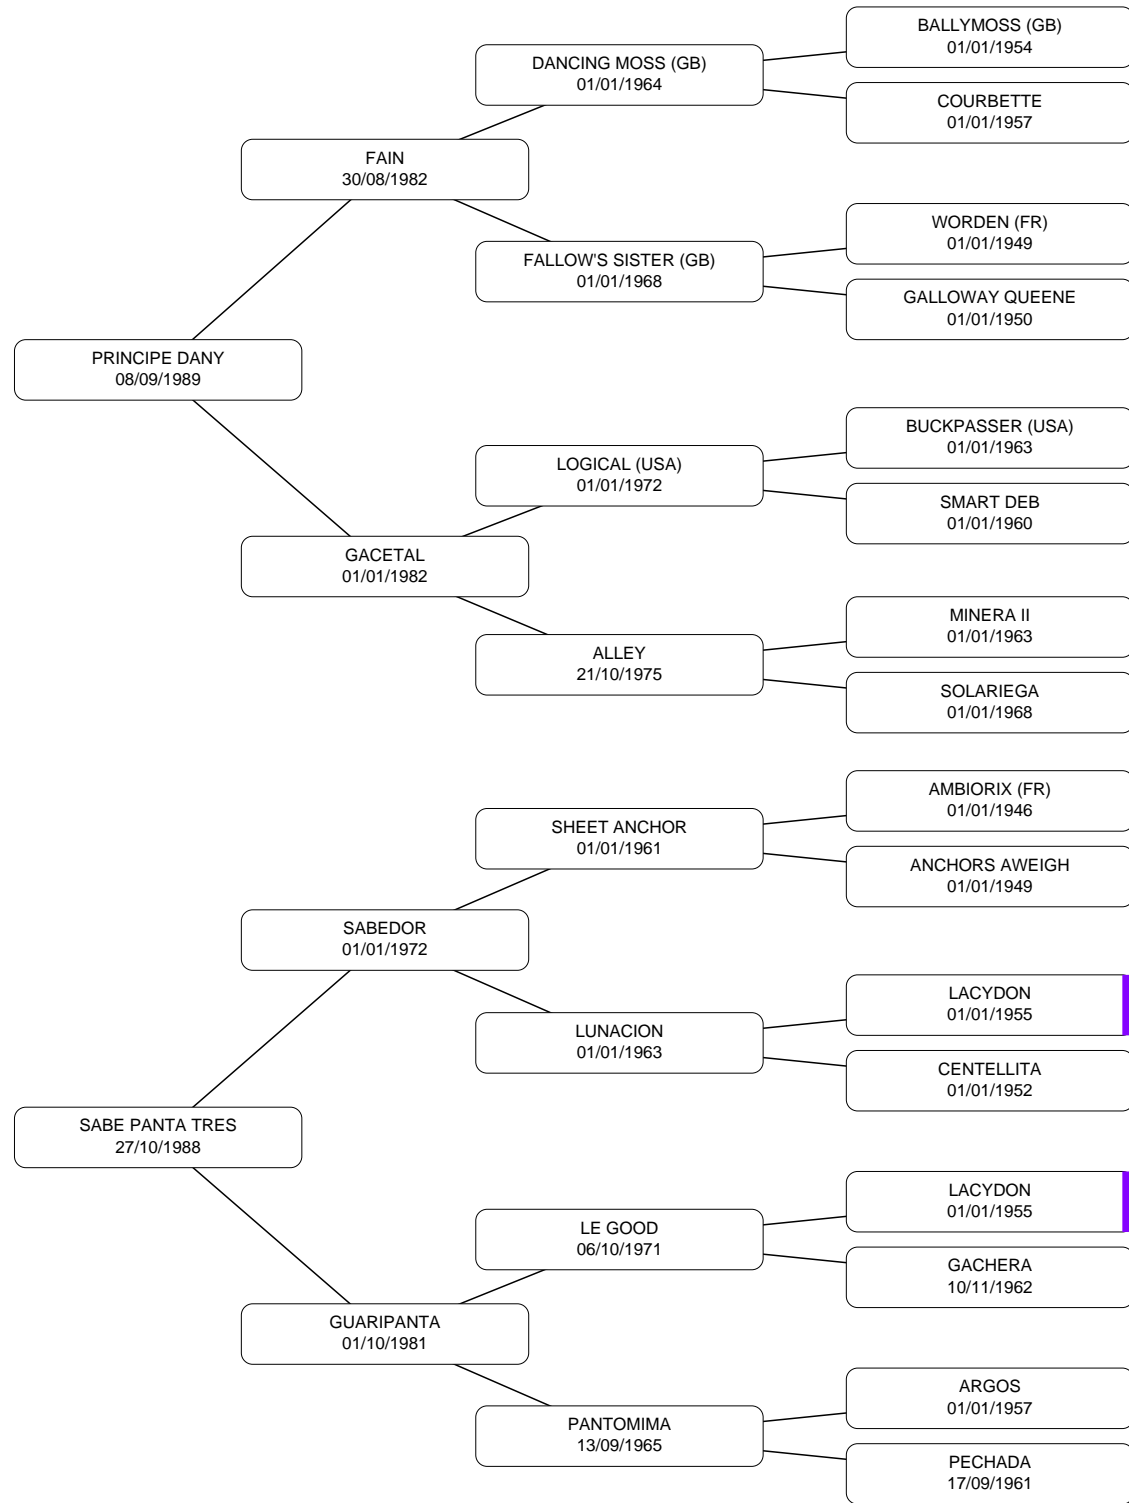 BALLYMOSS (GB)
01/01/1954
DANCING MOSS (GB)
01/01/1964
COURBETTE
01/01/1957
FAIN
30/08/1982
WORDEN (FR)
01/01/1949
FALLOW'S SISTER (GB)
01/01/1968
GALLOWAY QUEENE
01/01/1950
PRINCIPE DANY
08/09/1989
BUCKPASSER (USA)
01/01/1963
LOGICAL (USA)
01/01/1972
SMART DEB
01/01/1960
GACETAL
01/01/1982
MINERA II
01/01/1963
ALLEY
21/10/1975
SOLARIEGA
01/01/1968
AMBIORIX (FR)
01/01/1946
SHEET ANCHOR
01/01/1961
ANCHORS AWEIGH
01/01/1949
SABEDOR
01/01/1972
LACYDON
01/01/1955
LUNACION
01/01/1963
CENTELLITA
01/01/1952
SABE PANTA TRES
27/10/1988
LACYDON
01/01/1955
LE GOOD
06/10/1971
GACHERA
10/11/1962
GUARIPANTA
01/10/1981
ARGOS
01/01/1957
PANTOMIMA
13/09/1965
PECHADA
17/09/1961